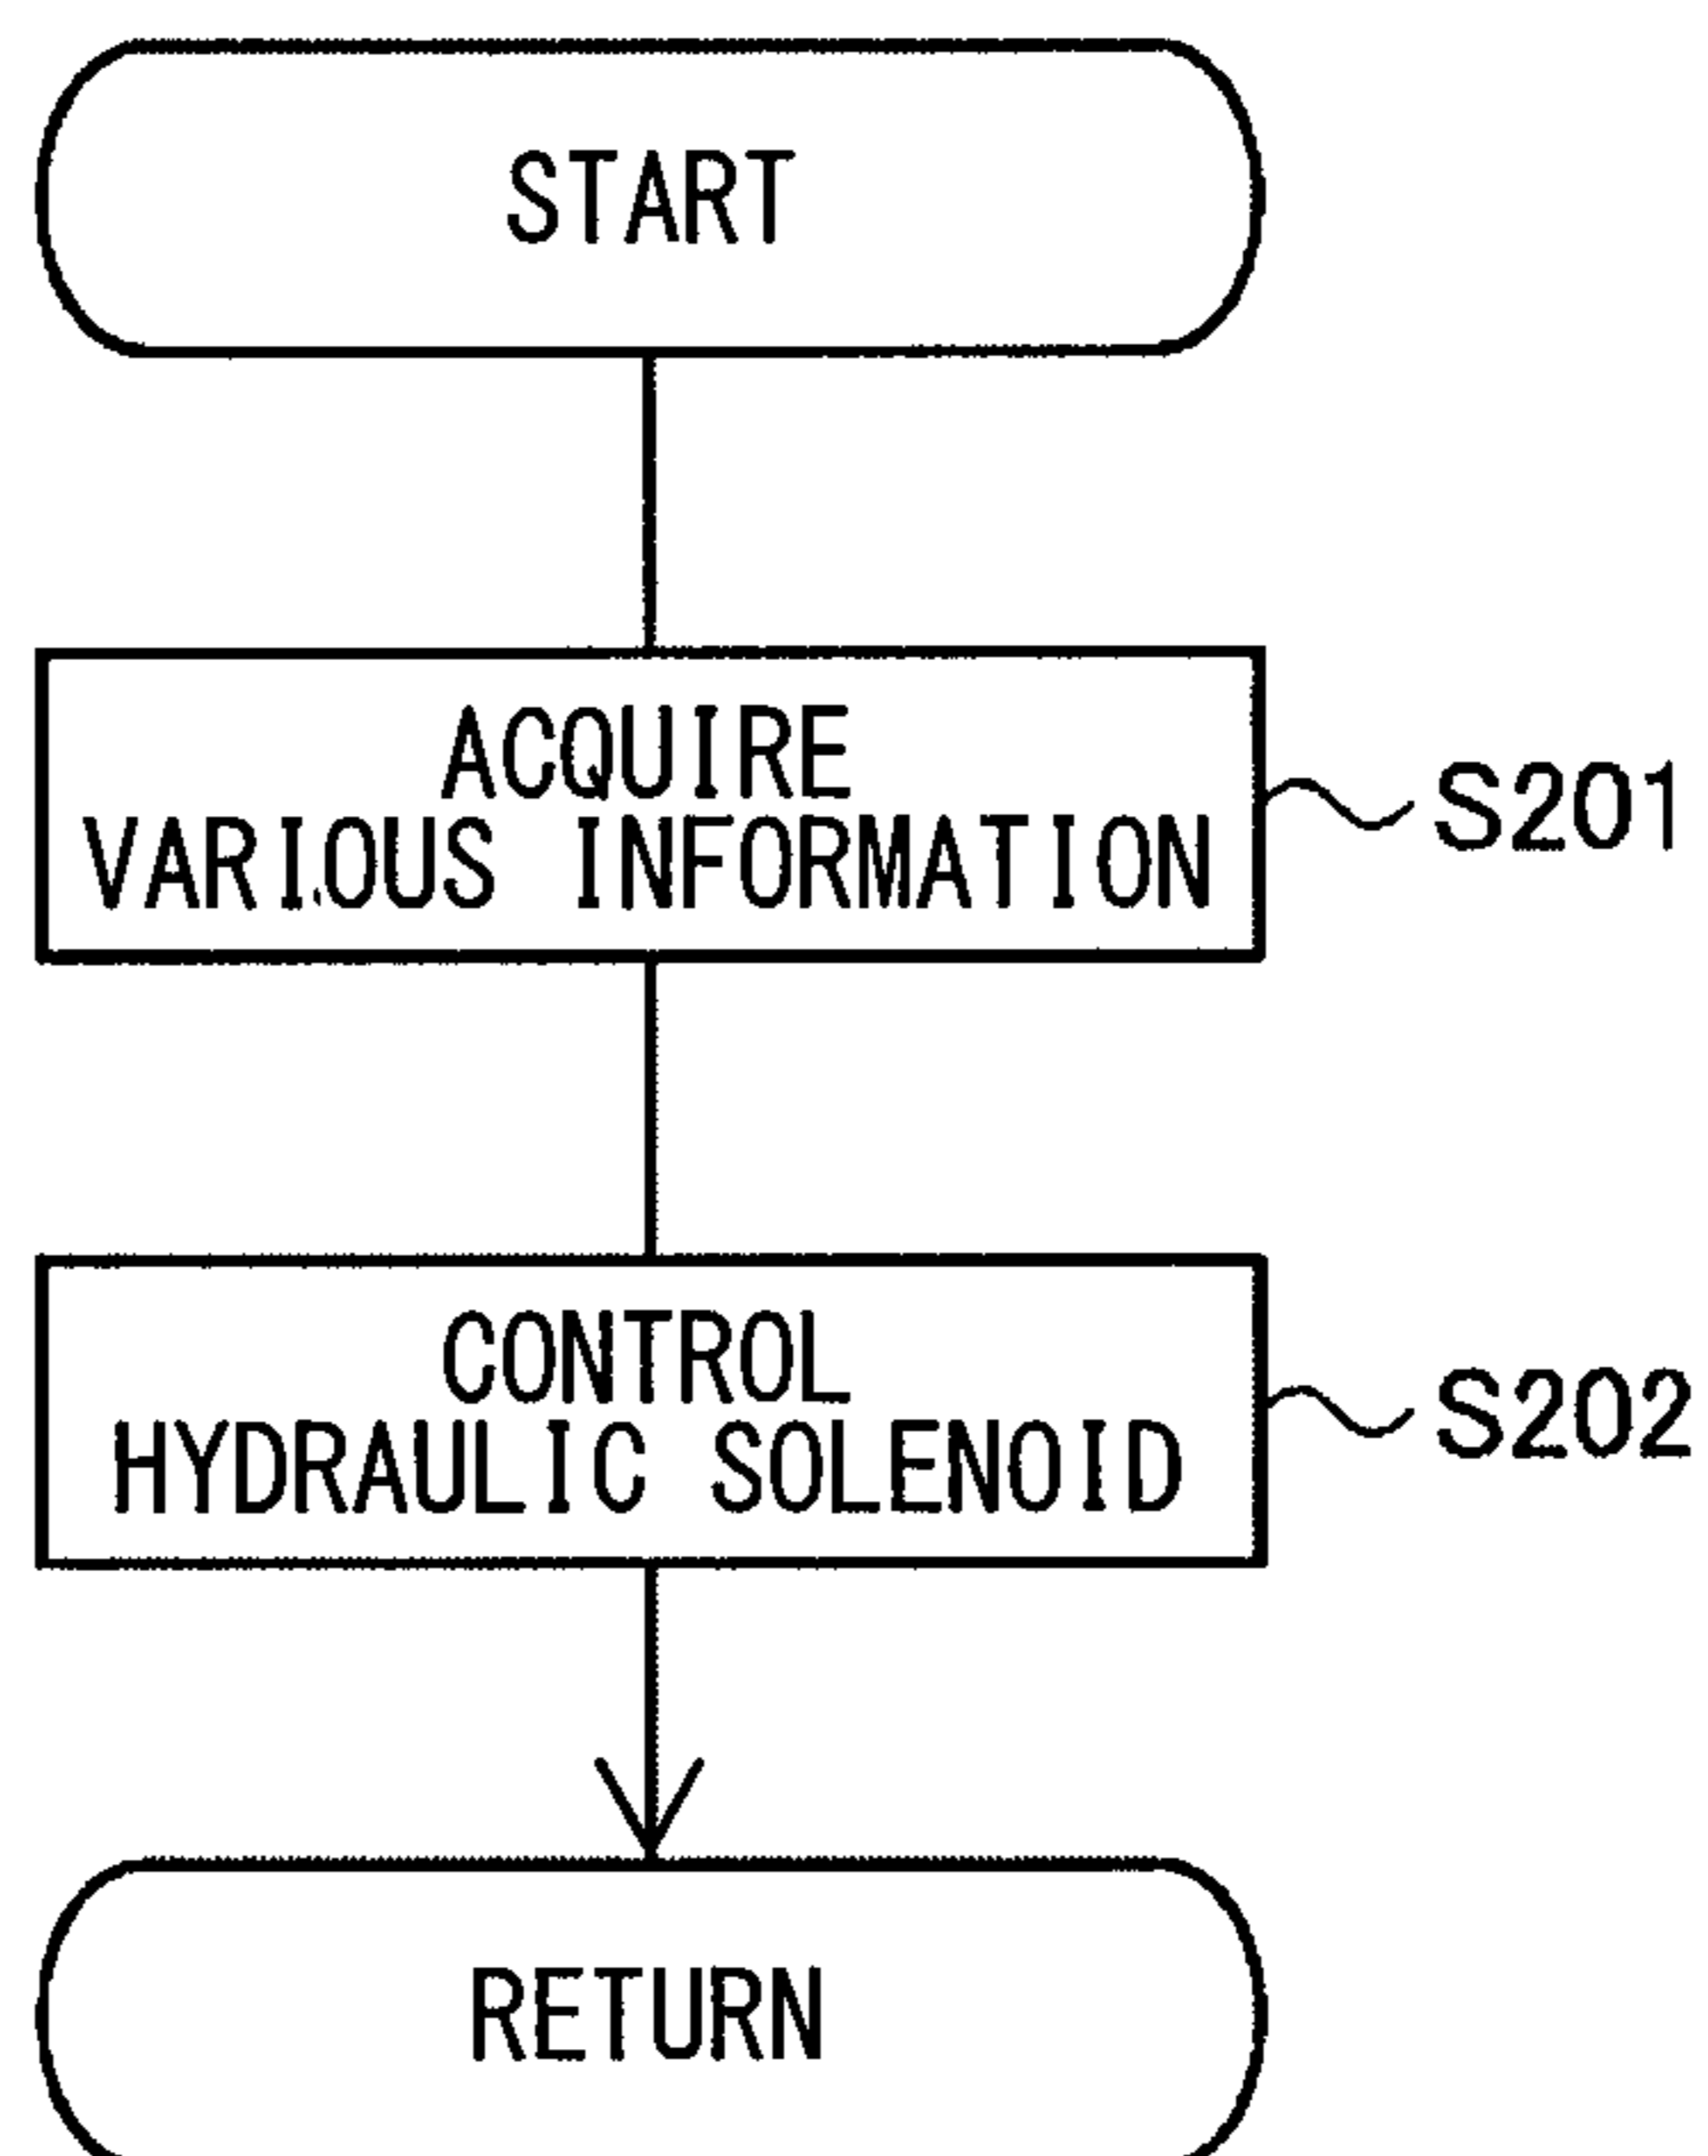 START
ACQUIRE
VARIOUS INFORMATION
S201
CONTROL
HYDRAULIC SOLENOID
S202
RETURN